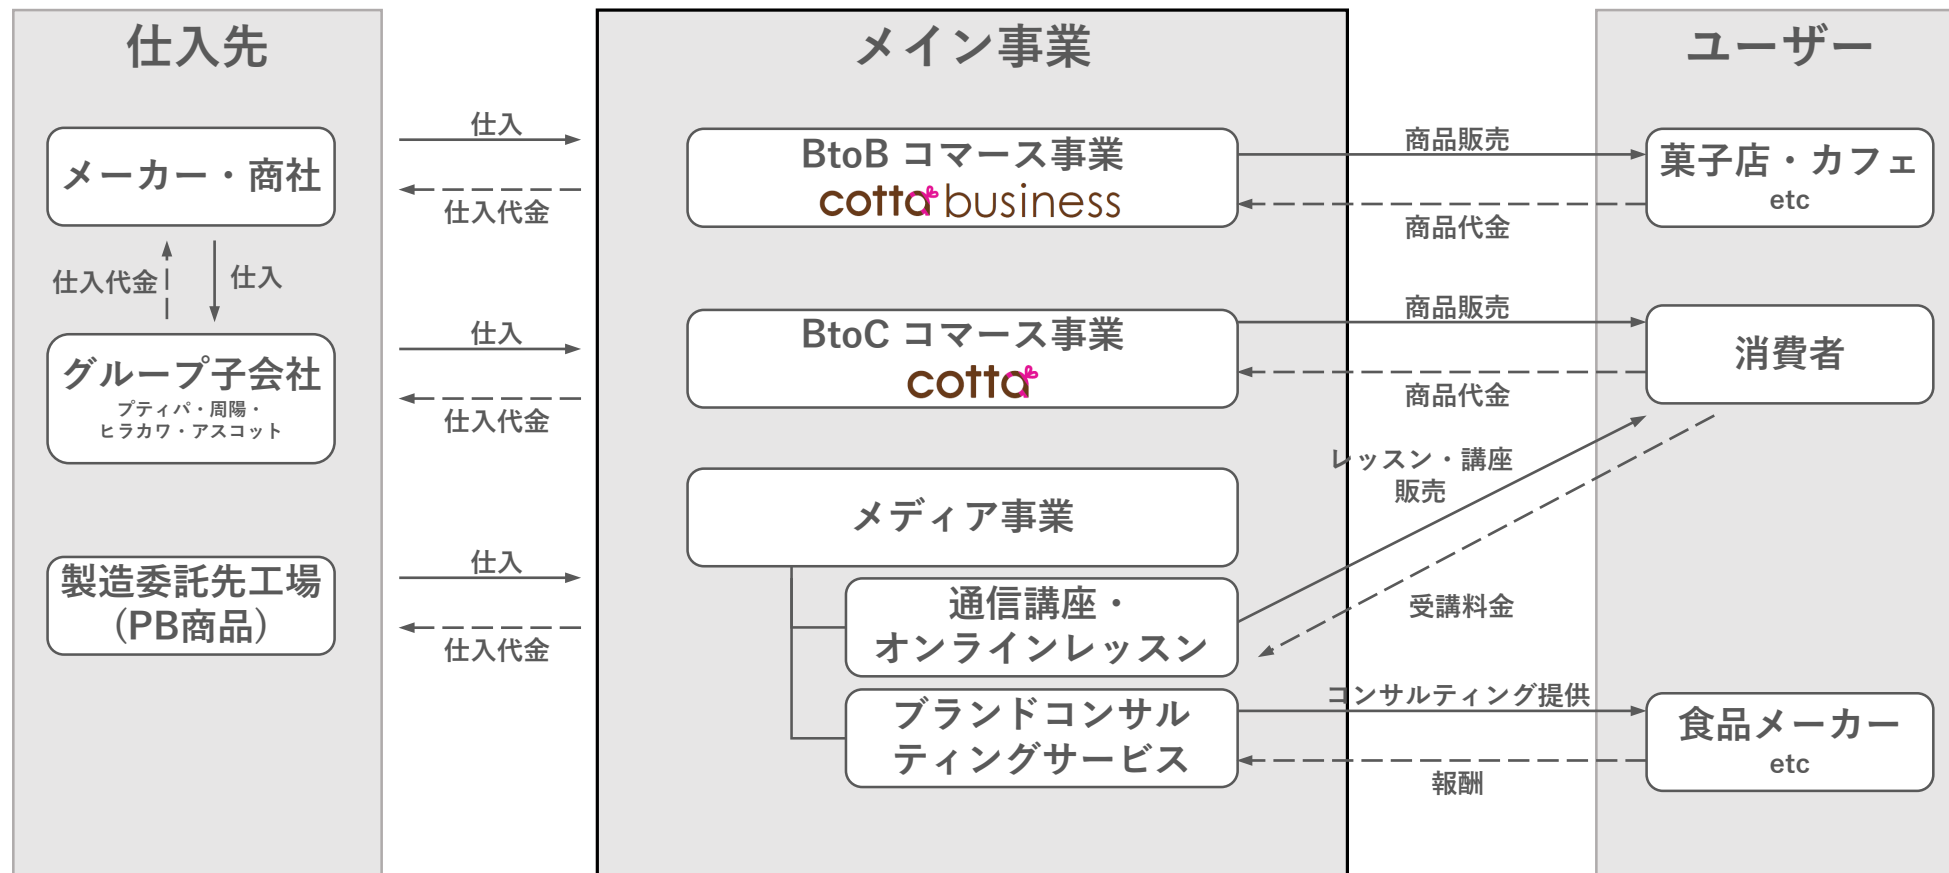 仕入先
メーカー・商社
仕入代金
仕入
グループ子会社
プティパ・周陽・
ヒラカワ・アスコット
製造委託先工場
(PB商品)
仕入
仕入代金
仕入
仕入代金
仕入
仕入代金
メイン事業
BtoB コマース事業
cotta business
BtoC コマース事業
cotta
メディア事業
通信講座・
オンラインレッスン
ブランドコンサル
ティングサービス
商品販売
商品代金
商品販売
商品代金
レッスン・講座
販売
受講料金
コンサルティング提供
報酬
ユーザー
菓子店・カフェ
etc
消費者
食品メーカー
etc